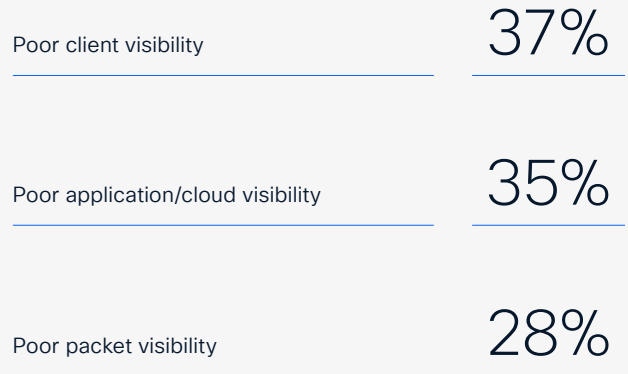 Poor client visibility 37%
Poor application/cloud visibility 35%
Poor packet visibility 28%